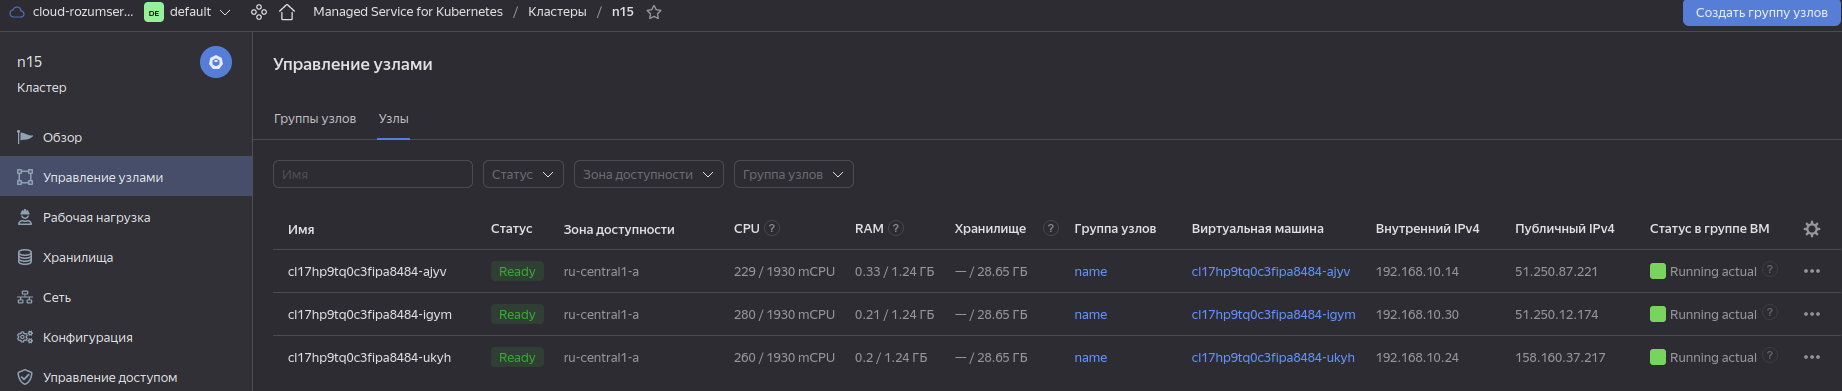 cloud-rozumser... DE default Managed Service for Kubernetes / Кластеры / n15 Создать группу узлов
n15
Кластер
Обзор
Управление узлами
Рабочая нагрузка
Хранилища
Сеть
Конфигурация
Управление доступом
Управление узлами
Группы узлов Узлы
Имя Статус Зона доступности Группа узлов
Имя Статус Зона доступности CPU ? RAM ? Хранилище ? Группа узлов Виртуальная машина Внутренний IPv4 Публичный IPv4 Статус в группе ВМ
cl17hp9tq0c3fipa8484-ajyv Ready ru-central1-a 229 / 1930 mCPU 0.33 / 1.24 ГБ — / 28.65 ГБ name cl17hp9tq0c3fipa8484-ajyv 192.168.10.14 51.250.87.221 Running actual ?
cl17hp9tq0c3fipa8484-igym Ready ru-central1-a 280 / 1930 mCPU 0.21 / 1.24 ГБ — / 28.65 ГБ name cl17hp9tq0c3fipa8484-igym 192.168.10.30 51.250.12.174 Running actual ?
cl17hp9tq0c3fipa8484-ukyh Ready ru-central1-a 260 / 1930 mCPU 0.2 / 1.24 ГБ — / 28.65 ГБ name cl17hp9tq0c3fipa8484-ukyh 192.168.10.24 158.160.37.217 Running actual ?